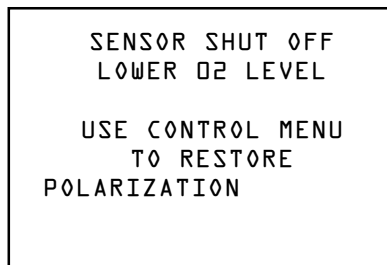 SENSOR SHUT OFF
LOWER O2 LEVEL
USE CONTROL MENU
TO RESTORE
POLARIZATION